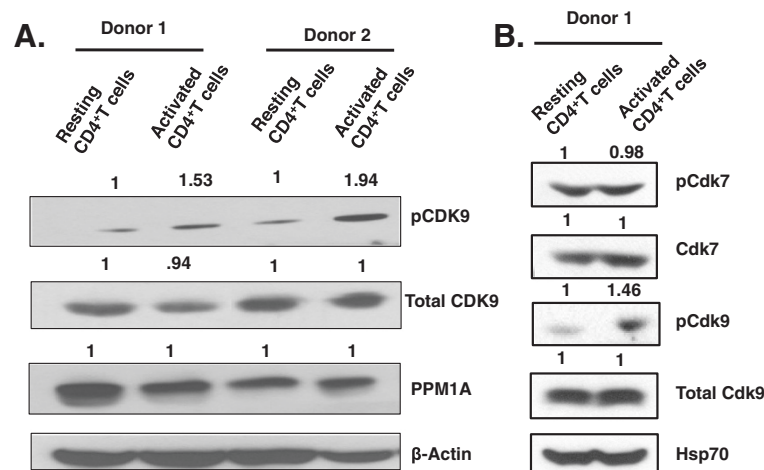 A.
Donor 1
Donor 2
Resting
CD4+T cells
Activated
CD4+T cells
Resting
CD4+T cells
Activated
CD4+T cells
1 1.53 1 1.94
pCDK9
1 .94 1 1
Total CDK9
1 1 1 1
PPM1A
β-Actin
B.
Donor 1
Resting
CD4+T cells
Activated
CD4+T cells
1 0.98
pCdk7
1 1
Cdk7
1 1.46
pCdk9
1 1
Total Cdk9
Hsp70